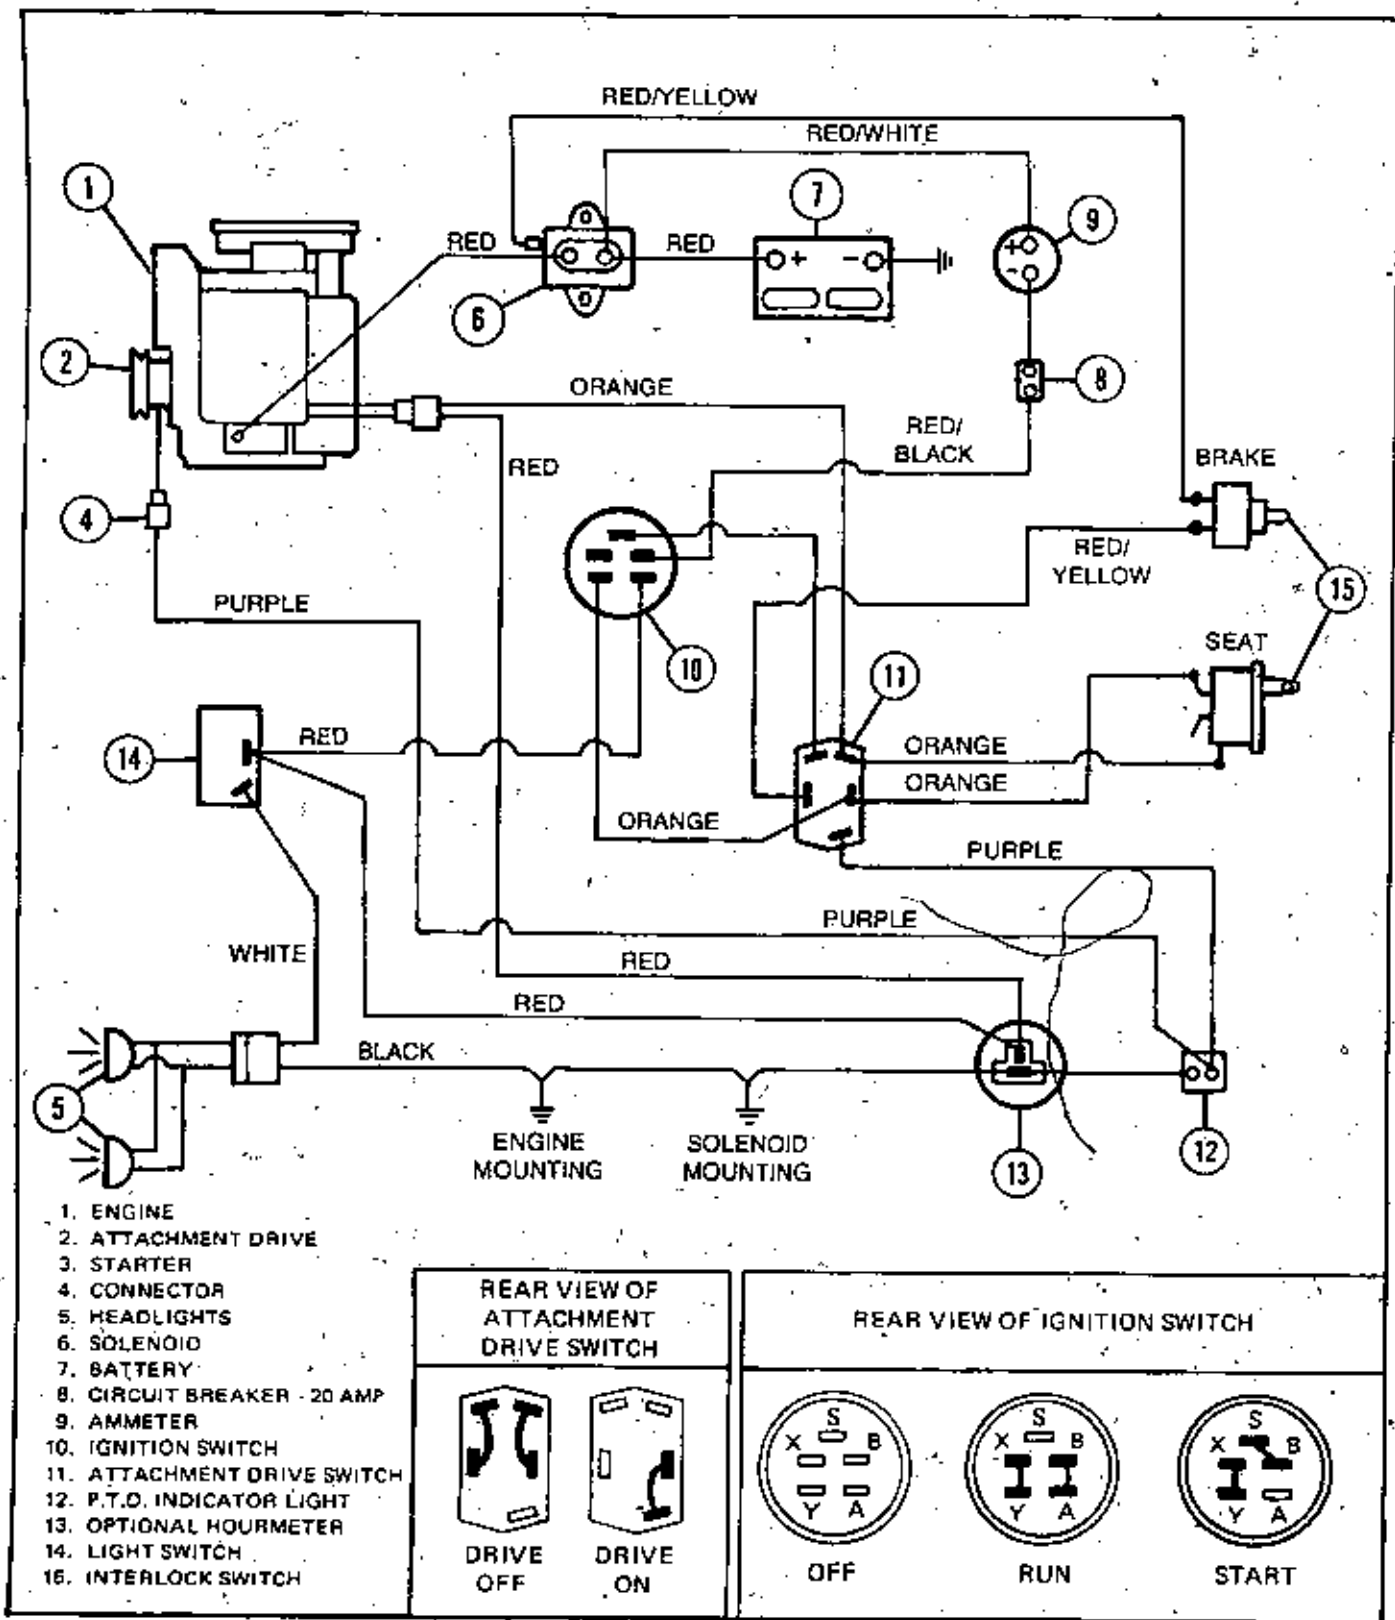 RED/YELLOW
RED/WHITE
1
7
9
RED
RED
6
2
8
ORANGE
RED/
BLACK
RED
BRAKE
4
RED/
YELLOW
15
PURPLE
10
11
SEAT
14
RED
ORANGE
ORANGE
ORANGE
PURPLE
PURPLE
WHITE
RED
RED
BLACK
5
ENGINE
MOUNTING
SOLENOID
MOUNTING
13
12
1. ENGINE
2. ATTACHMENT DRIVE
3. STARTER
4. CONNECTOR
5. HEADLIGHTS
6. SOLENOID
7. BATTERY
8. CIRCUIT BREAKER - 20 AMP
9. AMMETER
10. IGNITION SWITCH
11. ATTACHMENT DRIVE SWITCH
12. P.T.O. INDICATOR LIGHT
13. OPTIONAL HOURMETER
14. LIGHT SWITCH
15. INTERLOCK SWITCH
REAR VIEW OF
ATTACHMENT
DRIVE SWITCH
DRIVE
OFF
DRIVE
ON
REAR VIEW OF IGNITION SWITCH
S
X B
Y A
OFF
S
X B
Y A
RUN
S
X B
Y A
START